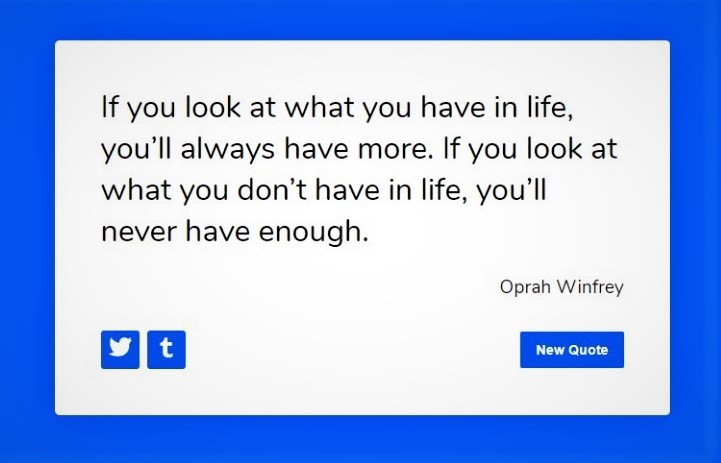 If you look at what you have in life,
you’ll always have more. If you look at
what you don’t have in life, you’ll
never have enough.
Oprah Winfrey
t
New Quote